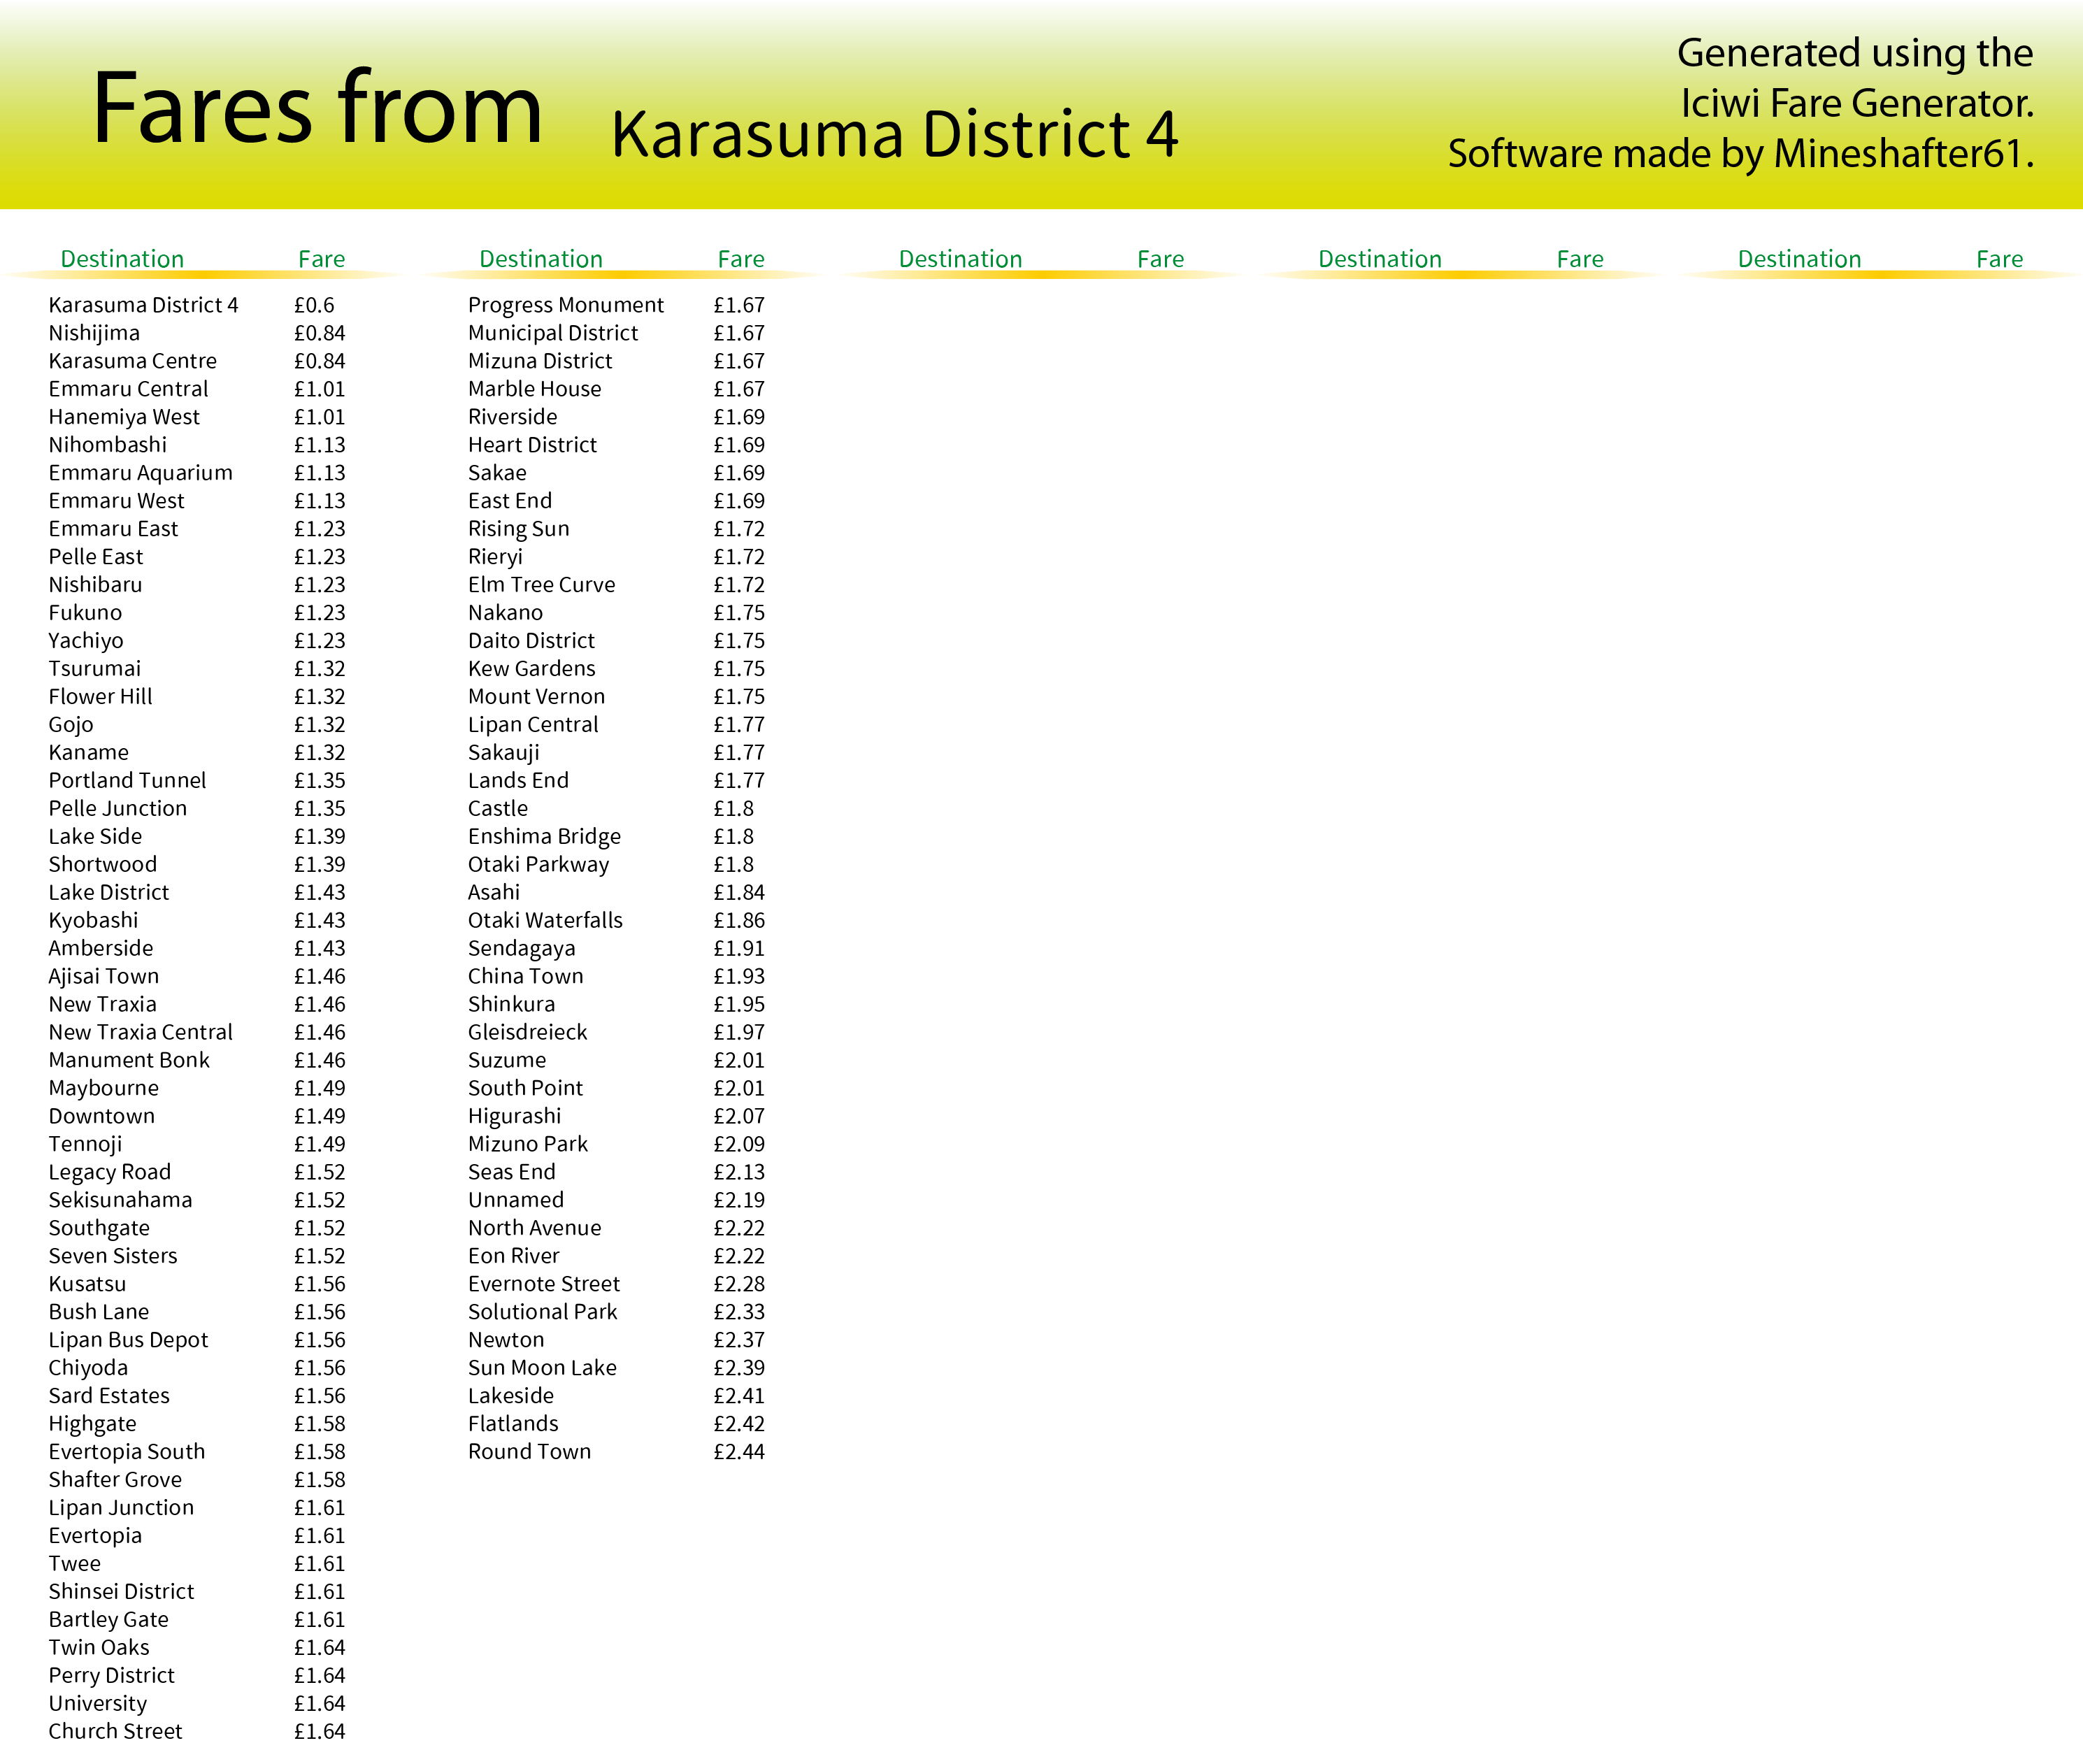 Fares from Karasuma District 4
Generated using the
Iciwi Fare Generator.
Software made by Mineshafter61.
Destination Fare Destination Fare Destination Fare Destination Fare Destination Fare
Karasuma District 4 £0.6
Nishijima £0.84
Karasuma Centre £0.84
Emmaru Central £1.01
Hanemiya West £1.01
Nihombashi £1.13
Emmaru Aquarium £1.13
Emmaru West £1.13
Emmaru East £1.23
Pelle East £1.23
Nishibaru £1.23
Fukuno £1.23
Yachiyo £1.23
Tsurumai £1.32
Flower Hill £1.32
Gojo £1.32
Kaname £1.32
Portland Tunnel £1.35
Pelle Junction £1.35
Lake Side £1.39
Shortwood £1.39
Lake District £1.43
Kyobashi £1.43
Amberside £1.43
Ajisai Town £1.46
New Traxia £1.46
New Traxia Central £1.46
Manument Bonk £1.46
Maybourne £1.49
Downtown £1.49
Tennoji £1.49
Legacy Road £1.52
Sekisunahama £1.52
Southgate £1.52
Seven Sisters £1.52
Kusatsu £1.56
Bush Lane £1.56
Lipan Bus Depot £1.56
Chiyoda £1.56
Sard Estates £1.56
Highgate £1.58
Evertopia South £1.58
Shafter Grove £1.58
Lipan Junction £1.61
Evertopia £1.61
Twee £1.61
Shinsei District £1.61
Bartley Gate £1.61
Twin Oaks £1.64
Perry District £1.64
University £1.64
Church Street £1.64
Progress Monument £1.67
Municipal District £1.67
Mizuna District £1.67
Marble House £1.67
Riverside £1.69
Heart District £1.69
Sakae £1.69
East End £1.69
Rising Sun £1.72
Rieryi £1.72
Elm Tree Curve £1.72
Nakano £1.75
Daito District £1.75
Kew Gardens £1.75
Mount Vernon £1.75
Lipan Central £1.77
Sakauji £1.77
Lands End £1.77
Castle £1.8
Enshima Bridge £1.8
Otaki Parkway £1.8
Asahi £1.84
Otaki Waterfalls £1.86
Sendagaya £1.91
China Town £1.93
Shinkura £1.95
Gleisdreieck £1.97
Suzume £2.01
South Point £2.01
Higurashi £2.07
Mizuno Park £2.09
Seas End £2.13
Unnamed £2.19
North Avenue £2.22
Eon River £2.22
Evernote Street £2.28
Solutional Park £2.33
Newton £2.37
Sun Moon Lake £2.39
Lakeside £2.41
Flatlands £2.42
Round Town £2.44